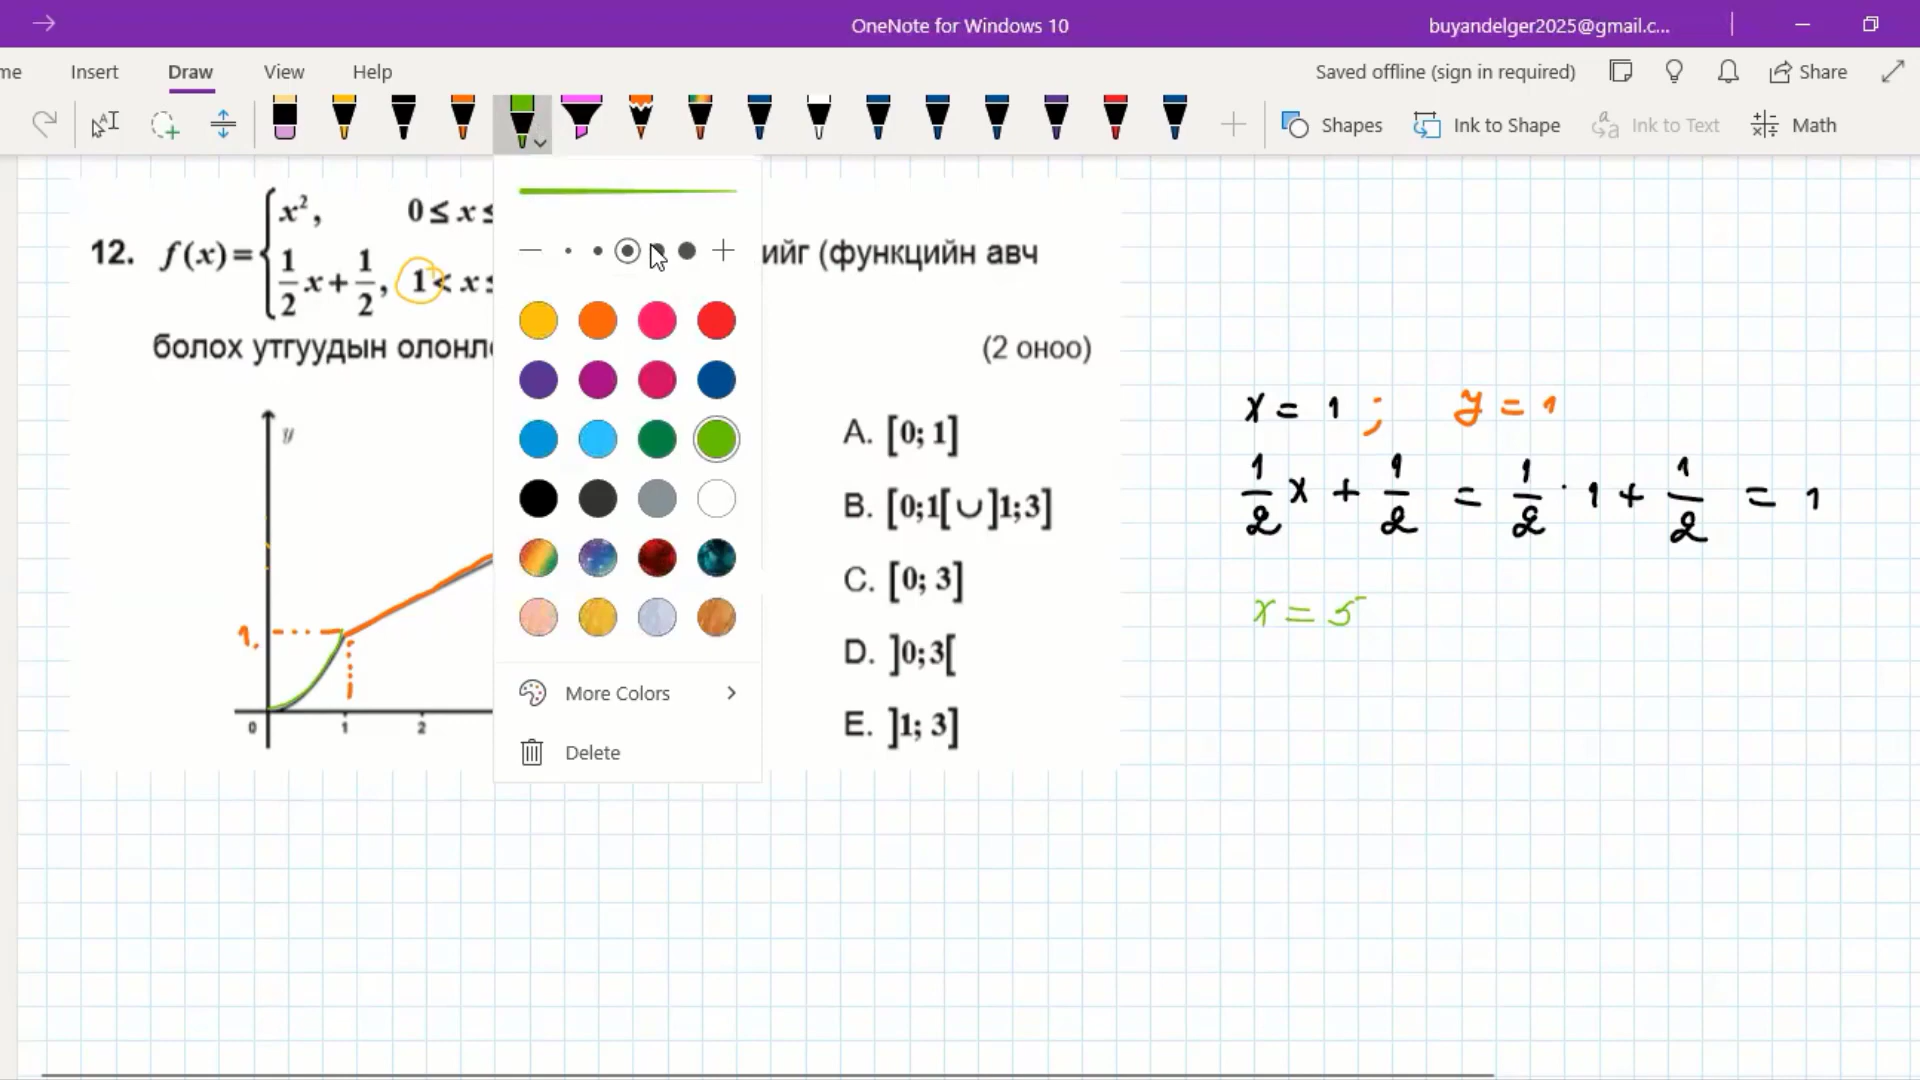 OneNote for Windows 10
buyandelger2025@gmail.c...
me Insert Draw View Help
Saved offline (sign in required) Share
Shapes Ink to Shape Ink to Text Math
12. f(x)= { x², 0≤x≤
1/2 x + 1/2, 1<x≤
ийг (функцийн авч
болох утгуудын олонл
(2 оноо)
y
1.
0 1 2
A. [0; 1]
B. [0;1[∪]1;3]
C. [0; 3]
D. ]0;3[
E. ]1; 3]
More Colors
Delete
x = 1 ; y = 1
1/2 x + 1/2 = 1/2 · 1 + 1/2 = 1
x = 5